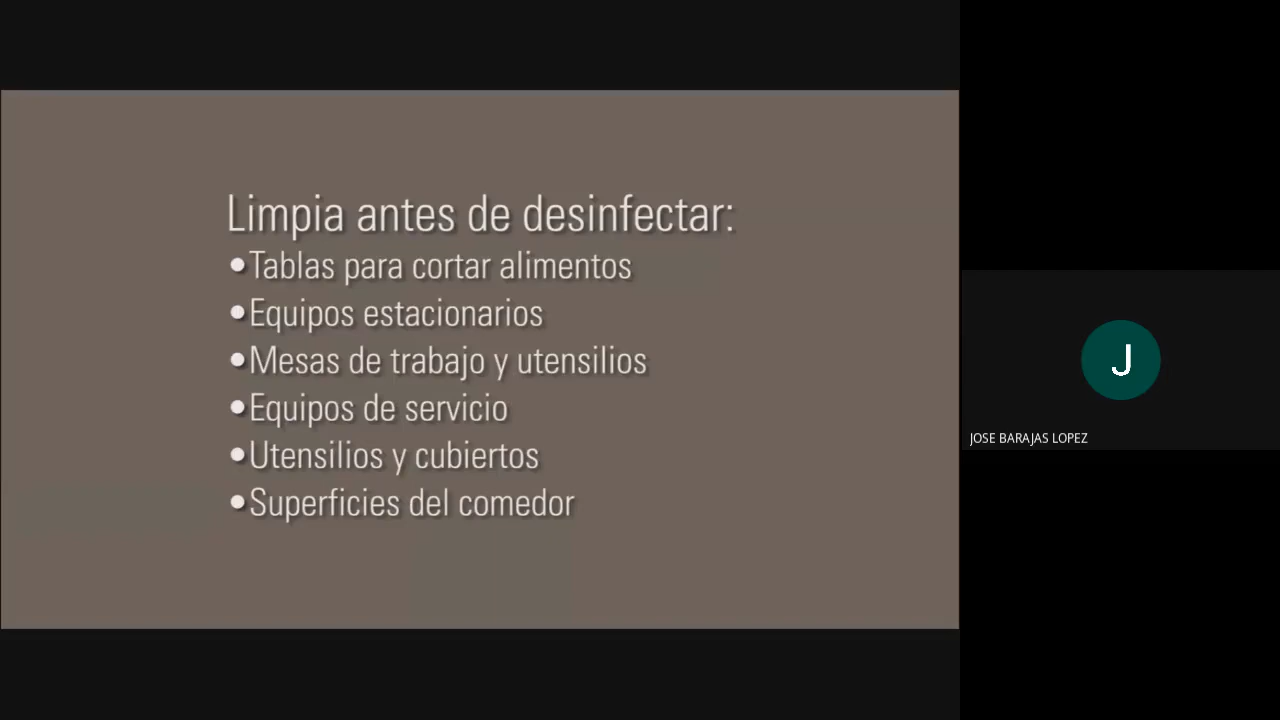 Limpia antes de desinfectar:
•Tablas para cortar alimentos
•Equipos estacionarios
•Mesas de trabajo y utensilios
•Equipos de servicio
•Utensilios y cubiertos
•Superficies del comedor
J
JOSE BARAJAS LOPEZ